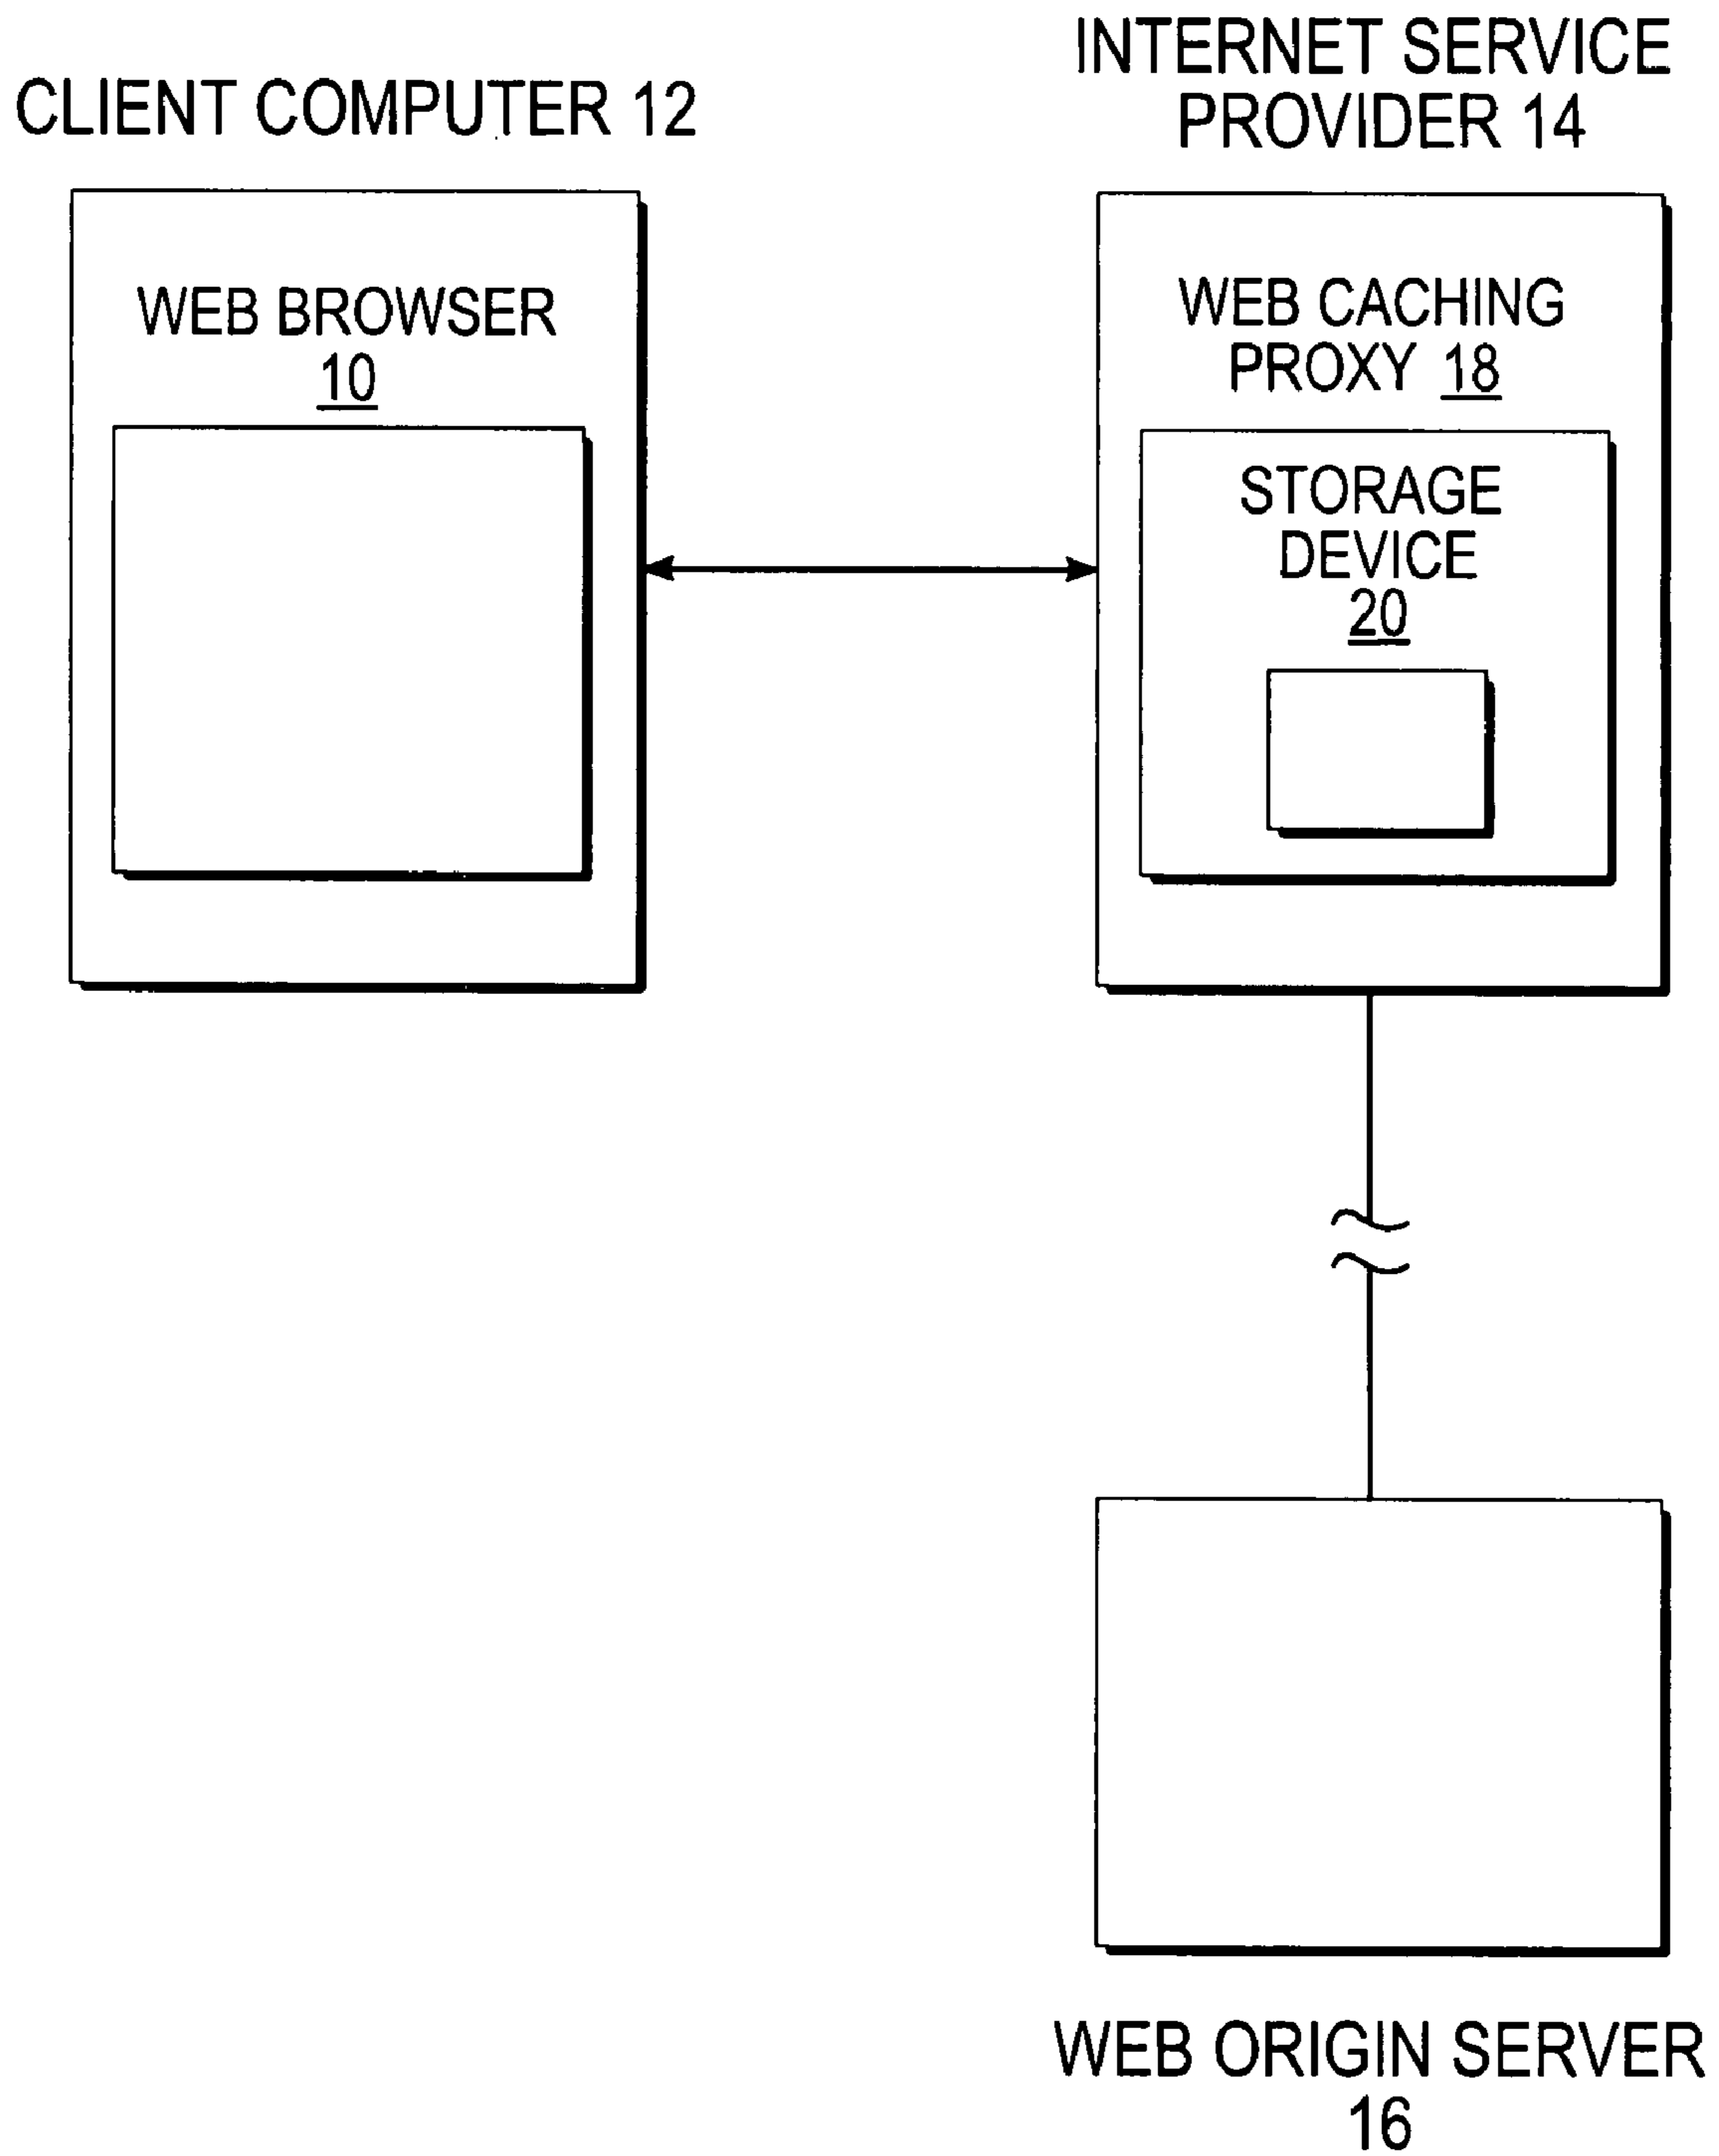 CLIENT COMPUTER 12
INTERNET SERVICE
PROVIDER 14
WEB BROWSER
10
WEB CACHING
PROXY 18
STORAGE
DEVICE
20
WEB ORIGIN SERVER
16